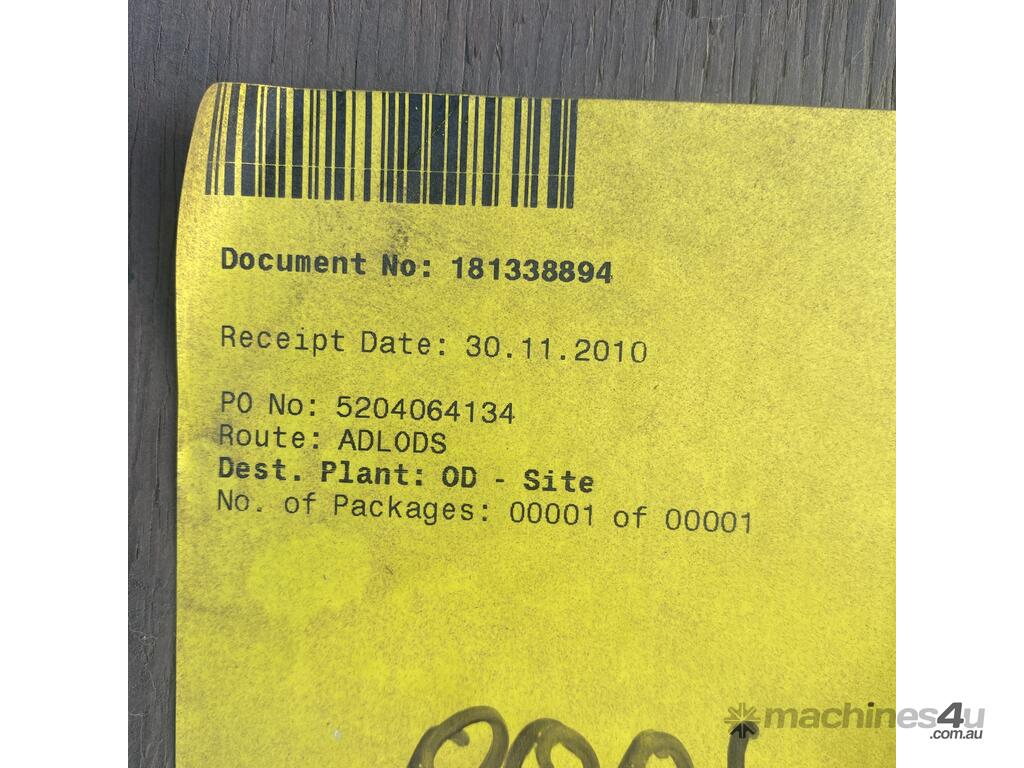 Document No: 181338894
Receipt Date: 30.11.2010
PO No: 5204064134
Route: ADLODS
Dest. Plant: OD - Site
No. of Packages: 00001 of 00001
machines4u
.com.au